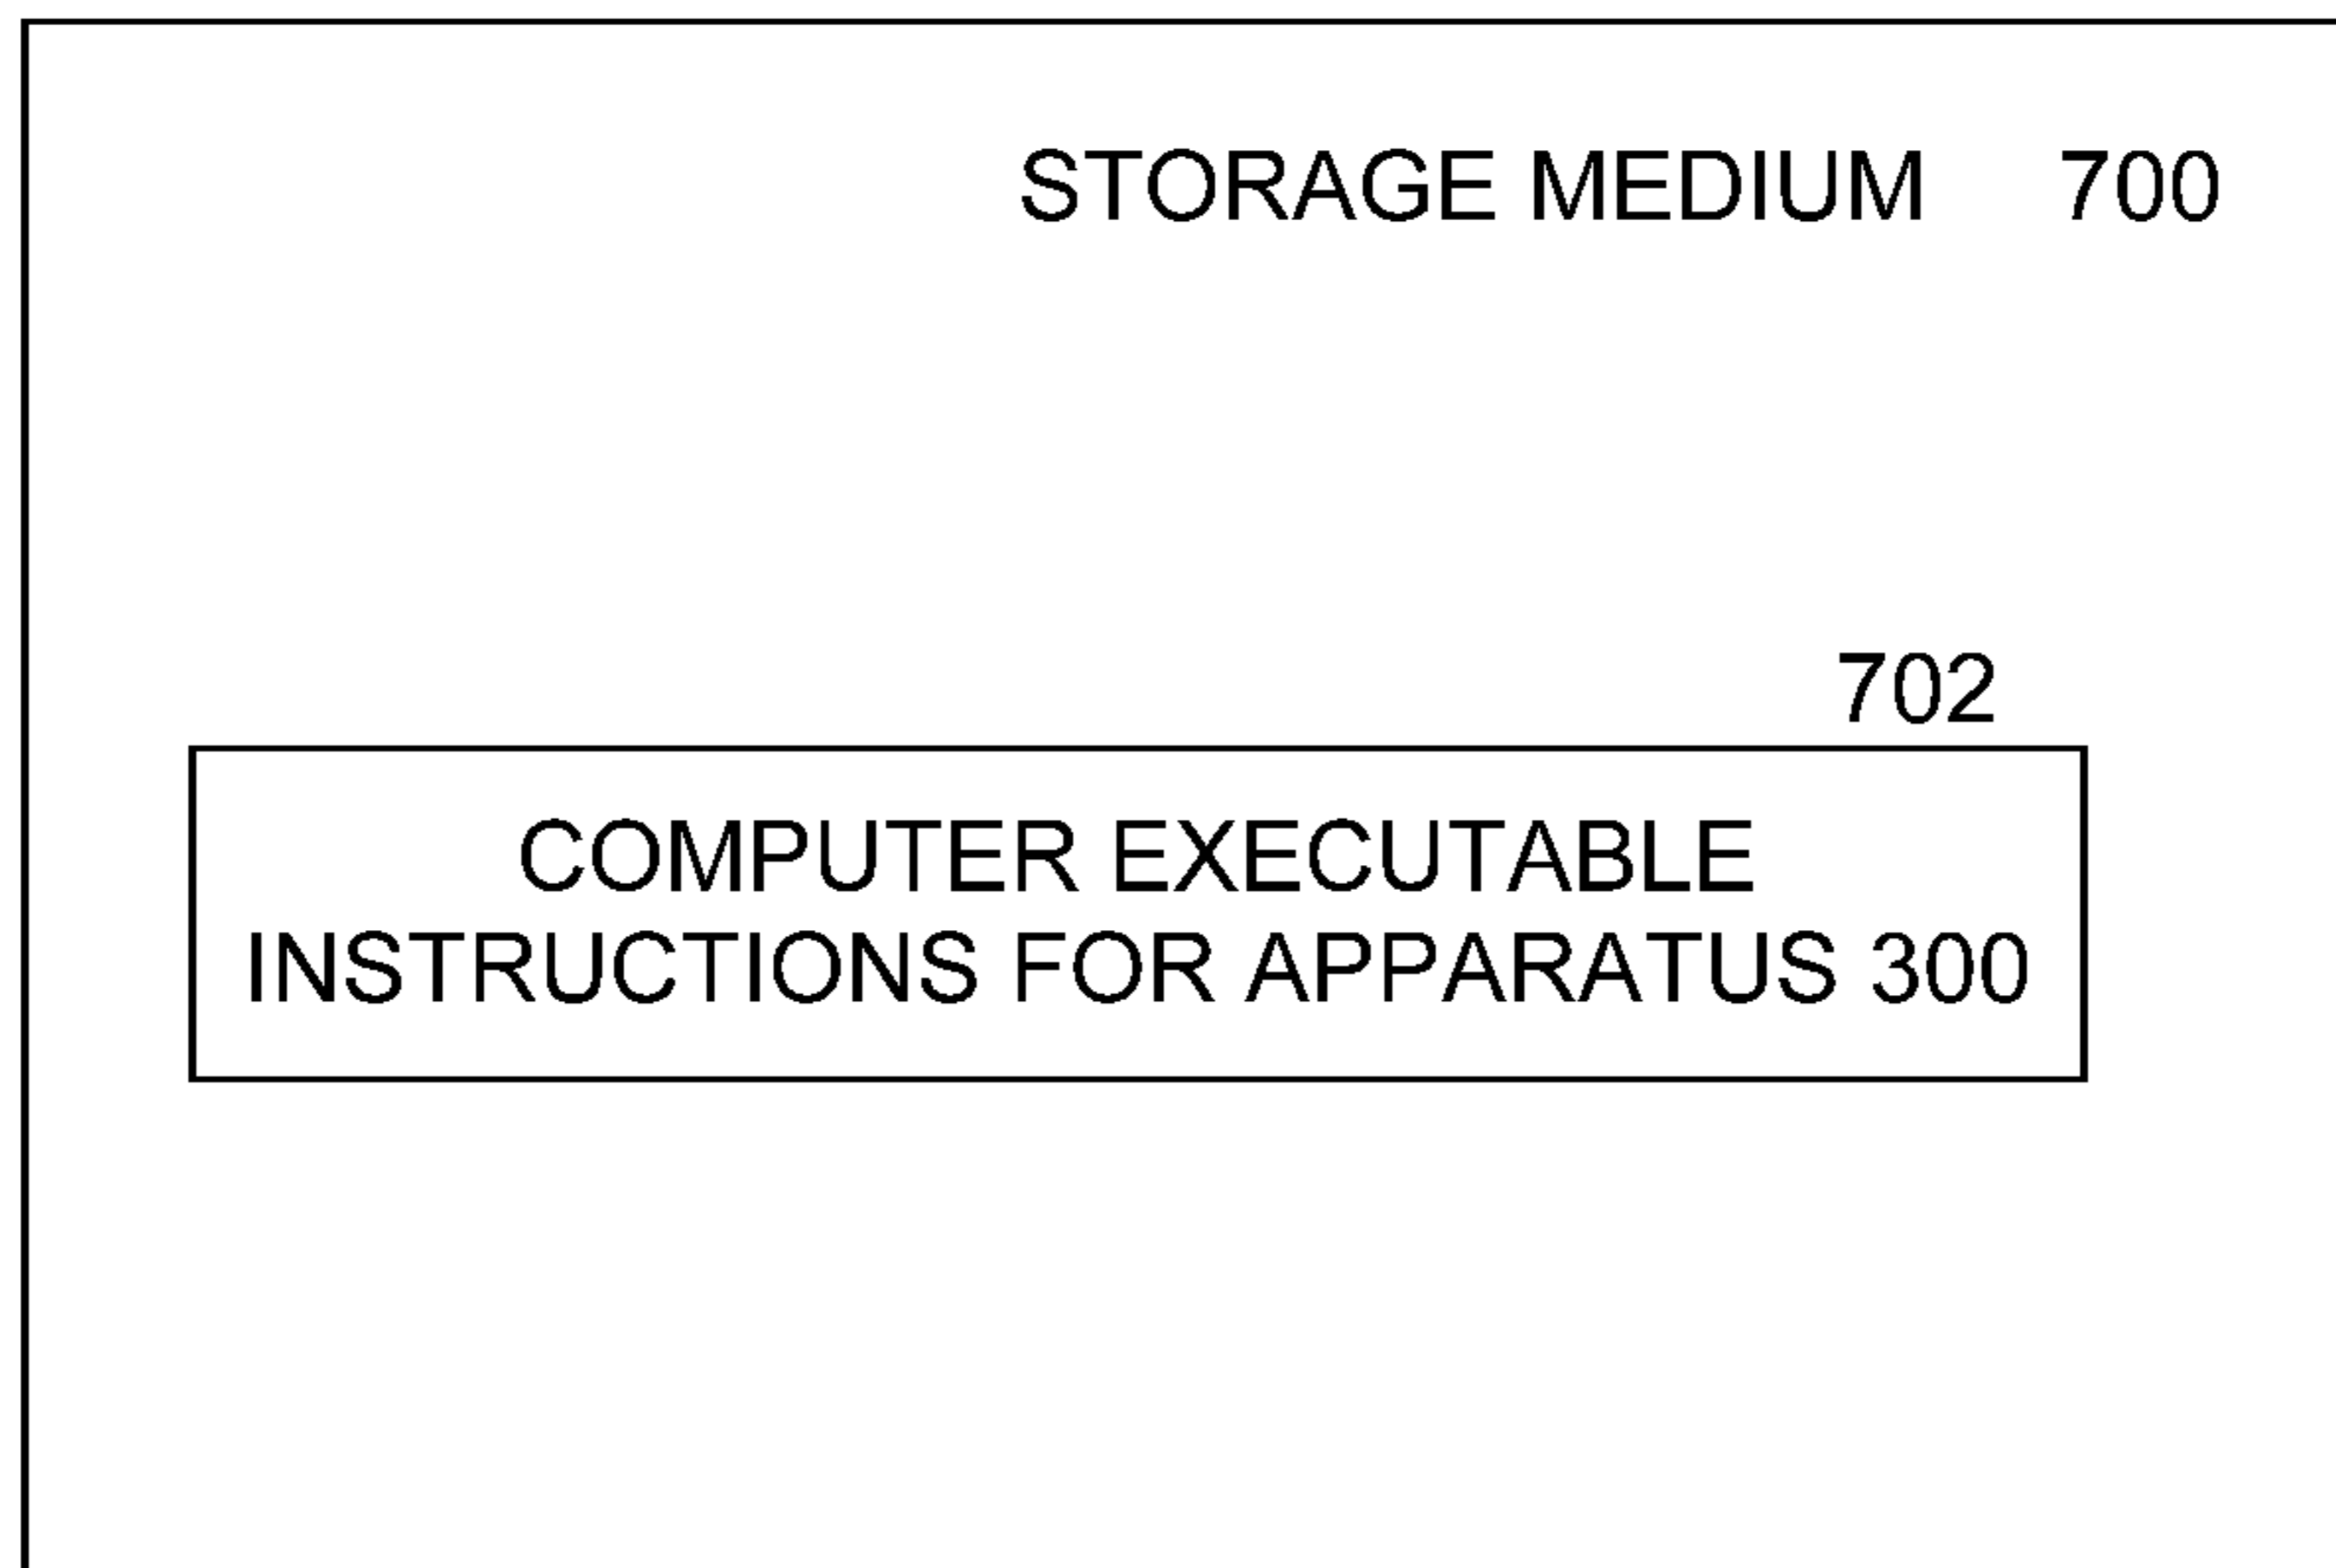 STORAGE MEDIUM 700
702
COMPUTER EXECUTABLE
INSTRUCTIONS FOR APPARATUS 300